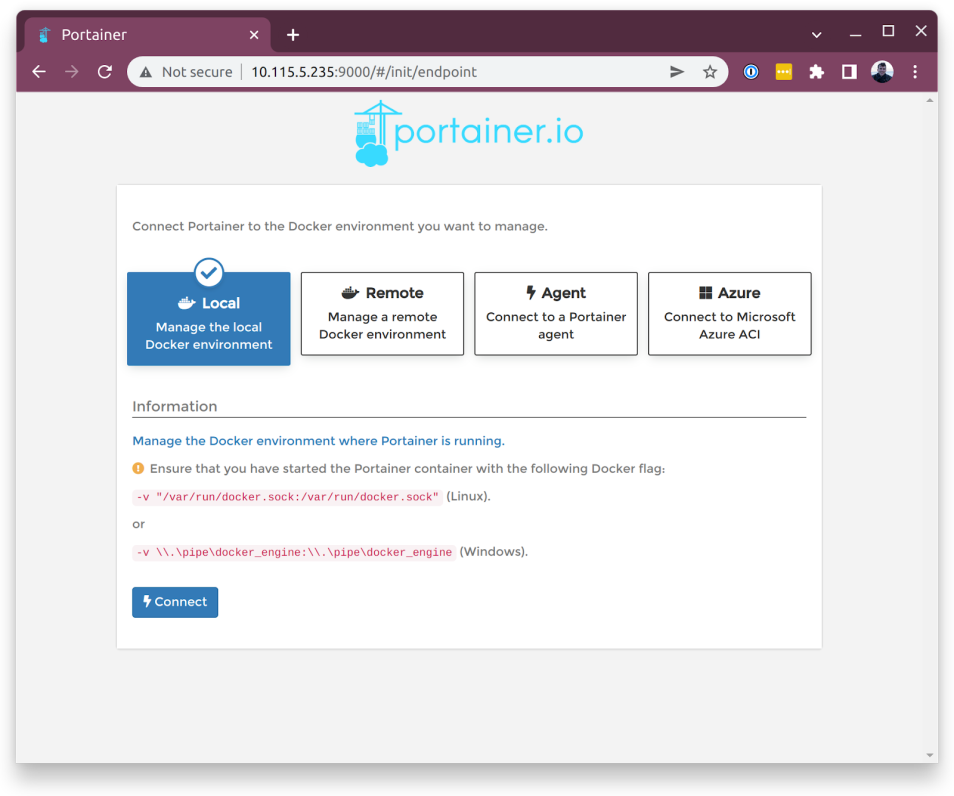 Portainer
Not secure 10.115.5.235:9000/#/init/endpoint
portainer.io
Connect Portainer to the Docker environment you want to manage.
Local
Manage the local
Docker environment
Remote
Manage a remote
Docker environment
Agent
Connect to a Portainer
agent
Azure
Connect to Microsoft
Azure ACI
Information
Manage the Docker environment where Portainer is running.
Ensure that you have started the Portainer container with the following Docker flag:
-v "/var/run/docker.sock:/var/run/docker.sock" (Linux).
or
-v \\.\pipe\docker_engine:\\.\pipe\docker_engine (Windows).
Connect